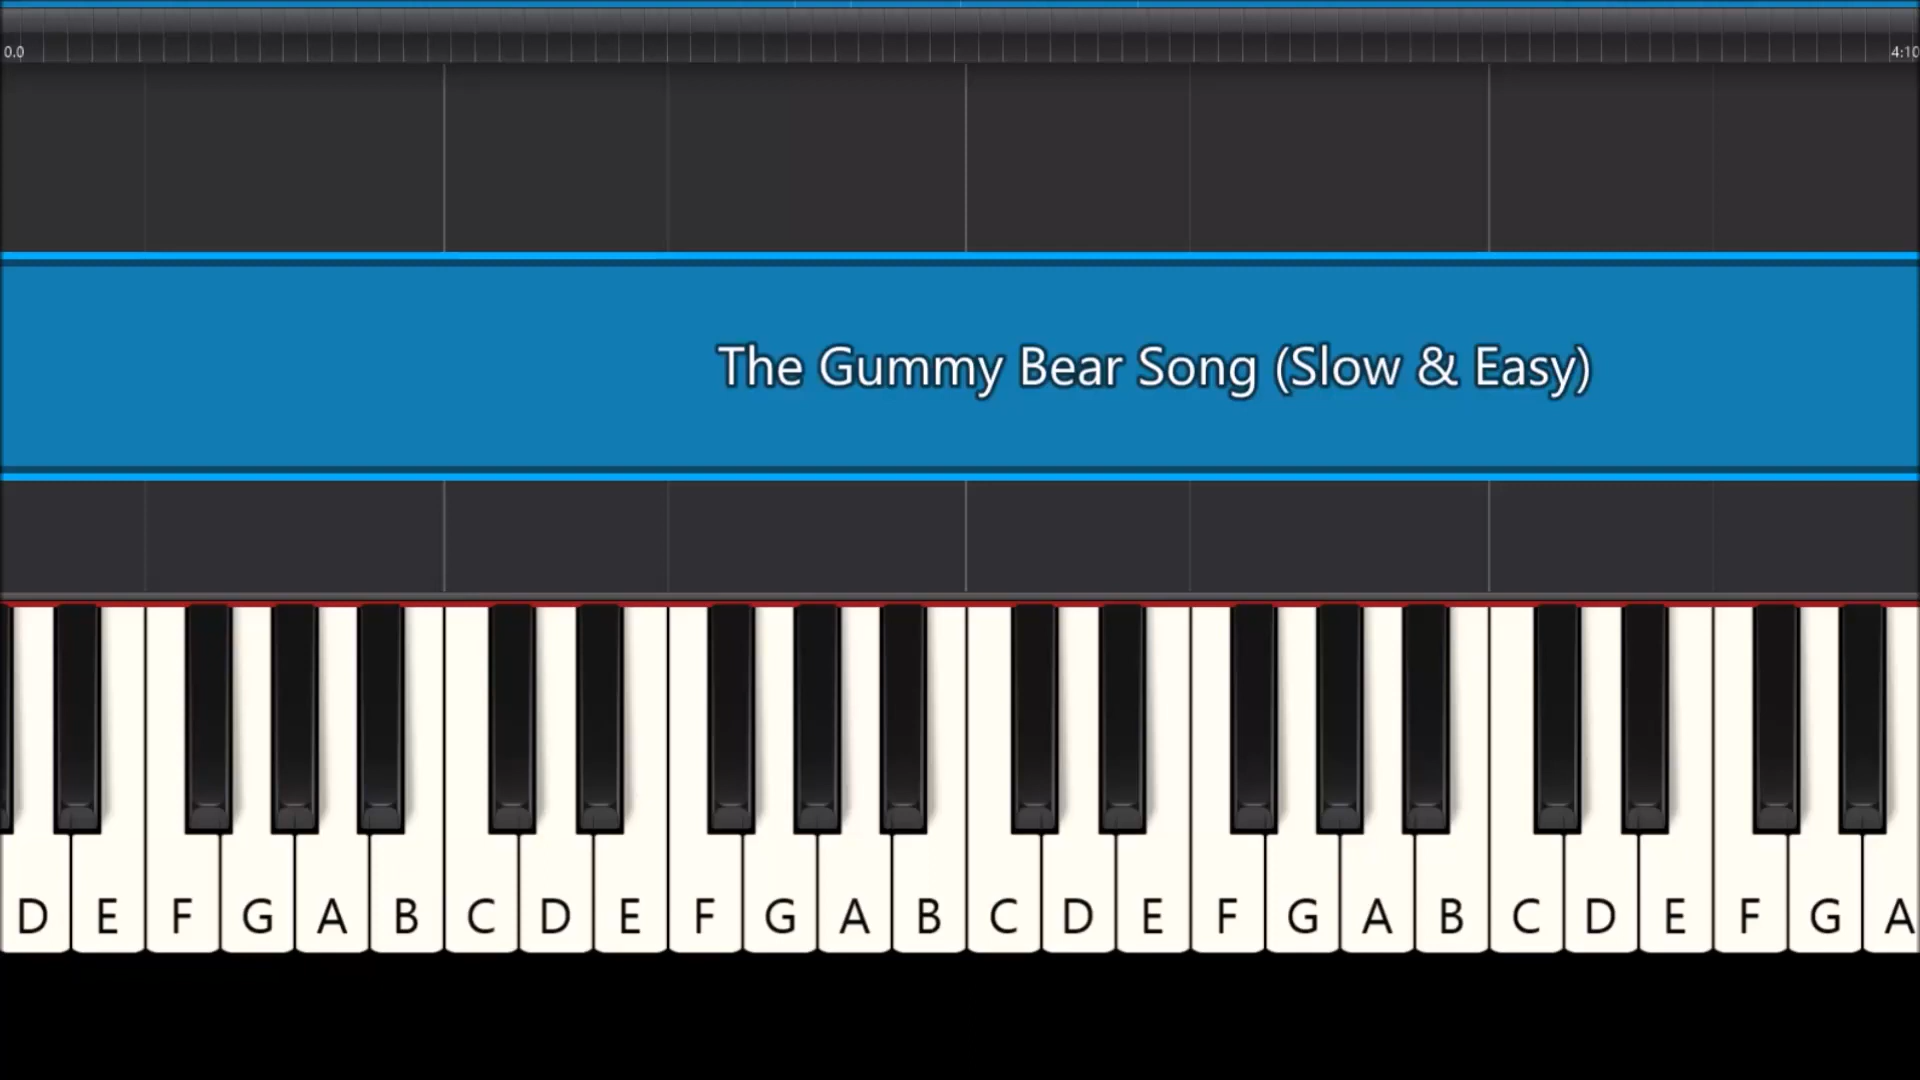 0.0 4:10
The Gummy Bear Song (Slow & Easy)
D E F G A B C D E F G A B C D E F G A B C D E F G A